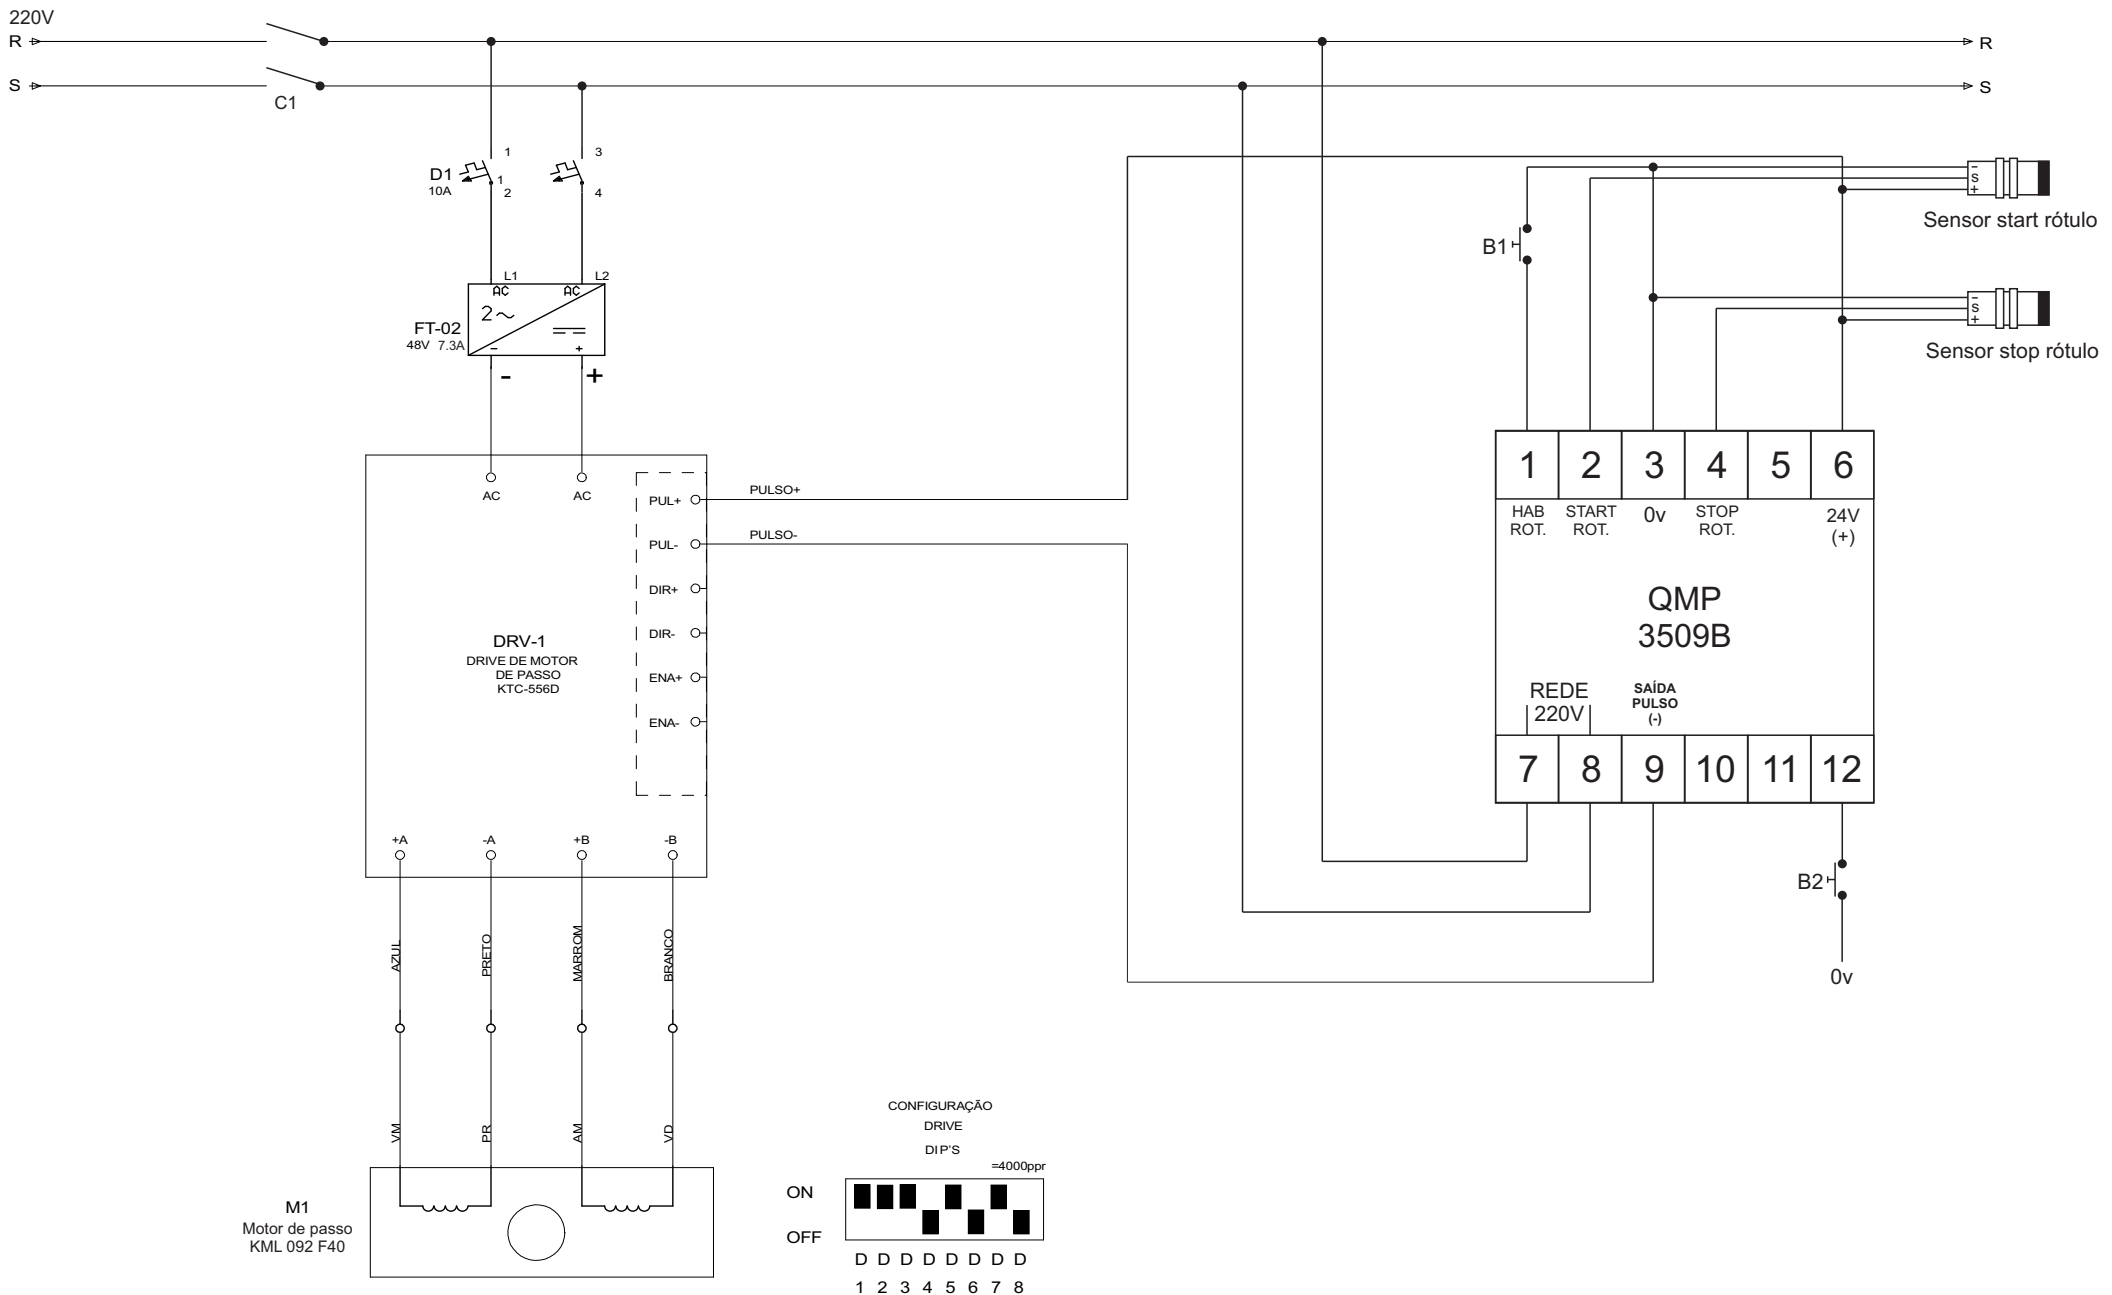 220V
R
R
S
S
C1
D1
10A
1
1
2
3
4
L1
L2
AC
AC
2
FT-02
48V 7.3A
-
+
-
+
AC
AC
PUL+
PULSO+
PUL-
PULSO-
DIR+
DIR-
ENA+
ENA-
DRV-1
DRIVE DE MOTOR
DE PASSO
KTC-556D
+A
-A
+B
-B
AZUL
PRETO
MARROM
BRANCO
VM
PR
AM
VD
M1
Motor de passo
KML 092 F40
CONFIGURAÇÃO
DRIVE
DIP'S
=4000ppr
ON
OFF
D D D D D D D D
1 2 3 4 5 6 7 8
-
S
+
Sensor start rótulo
B1
-
S
+
Sensor stop rótulo
1 2 3 4 5 6
HAB
ROT.
START
ROT.
0v
STOP
ROT.
24V
(+)
QMP
3509B
REDE
220V
SAÍDA
PULSO
(-)
7 8 9 10 11 12
B2
0v